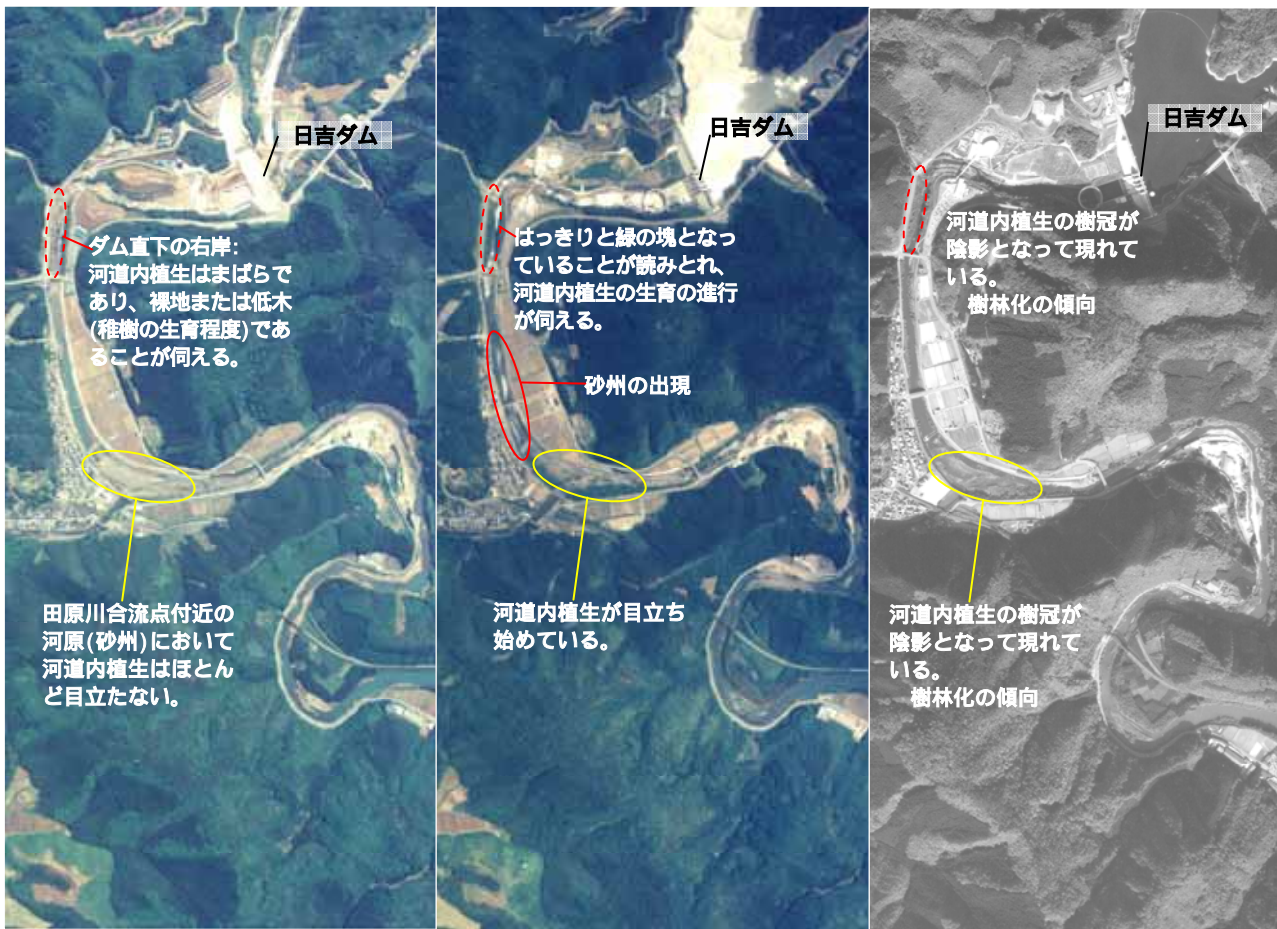 日吉ダム
ダム直下の右岸:
河道内植生はまばらで
あり、裸地または低木
(稚樹の生育程度)であ
ることが伺える。
田原川合流点付近の
河原(砂州)において
河道内植生はほとん
ど目立たない。
日吉ダム
はっきりと緑の塊となっ
ていることが読みとれ、
河道内植生の生育の進行
が伺える。
砂州の出現
河道内植生が目立ち
始めている。
日吉ダム
河道内植生の樹冠が
陰影となって現れて
いる。
樹林化の傾向
河道内植生の樹冠が
陰影となって現れて
いる。
樹林化の傾向